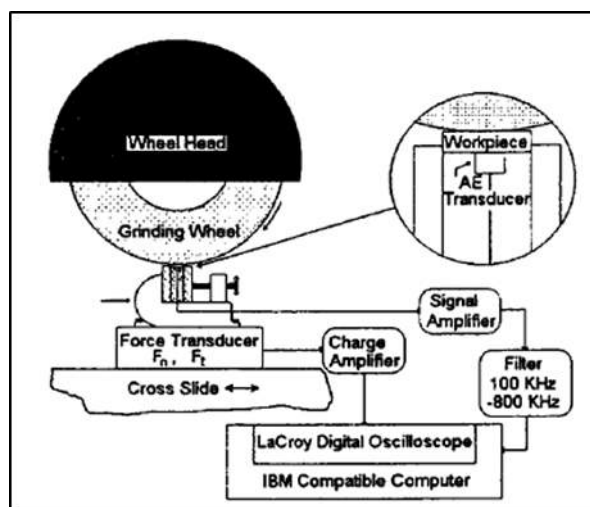 Wheel Head
Grinding Wheel
Workpiece
AE
Transducer
Signal
Amplifier
Force Transducer
Fn , Ft
Charge
Amplifier
Filter
100 KHz
-800 KHz
Cross Slide
LaCroy Digital Oscilloscope
IBM Compatible Computer